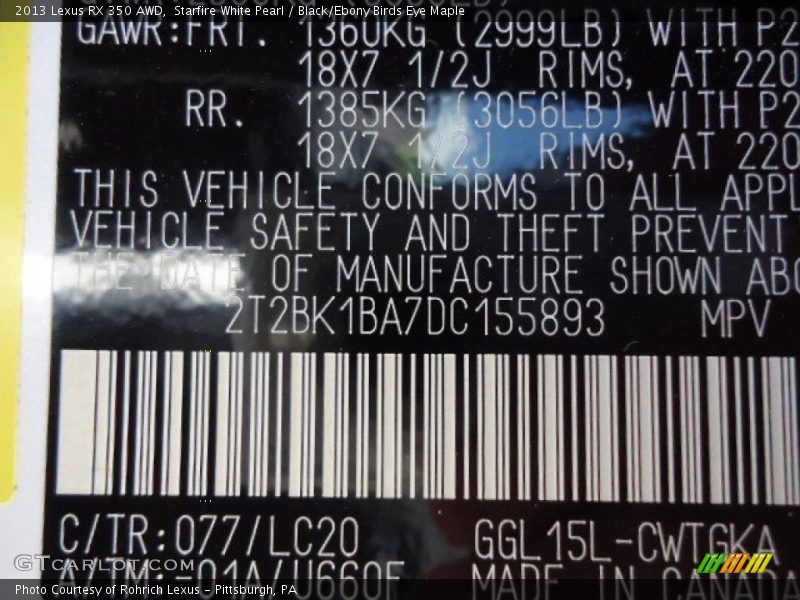 2013 Lexus RX 350 AWD, Starfire White Pearl / Black/Ebony Birds Eye Maple
GAWR:FRT. 1360KG (2999LB) WITH P2
18X7 1/2J RIMS, AT 220
RR. 1385KG (3056LB) WITH P2
18X7 1/2J RIMS, AT 220
THIS VEHICLE CONFORMS TO ALL APPL
VEHICLE SAFETY AND THEFT PREVENT
THE DATE OF MANUFACTURE SHOWN ABO
2T2BK1BA7DC155893 MPV
C/TR:077/LC20 GGL15L-CWTGKA
A/TM:-01A/U660F MADE IN CANADA
GTCARLOT.COM
Photo Courtesy of Rohrich Lexus - Pittsburgh, PA